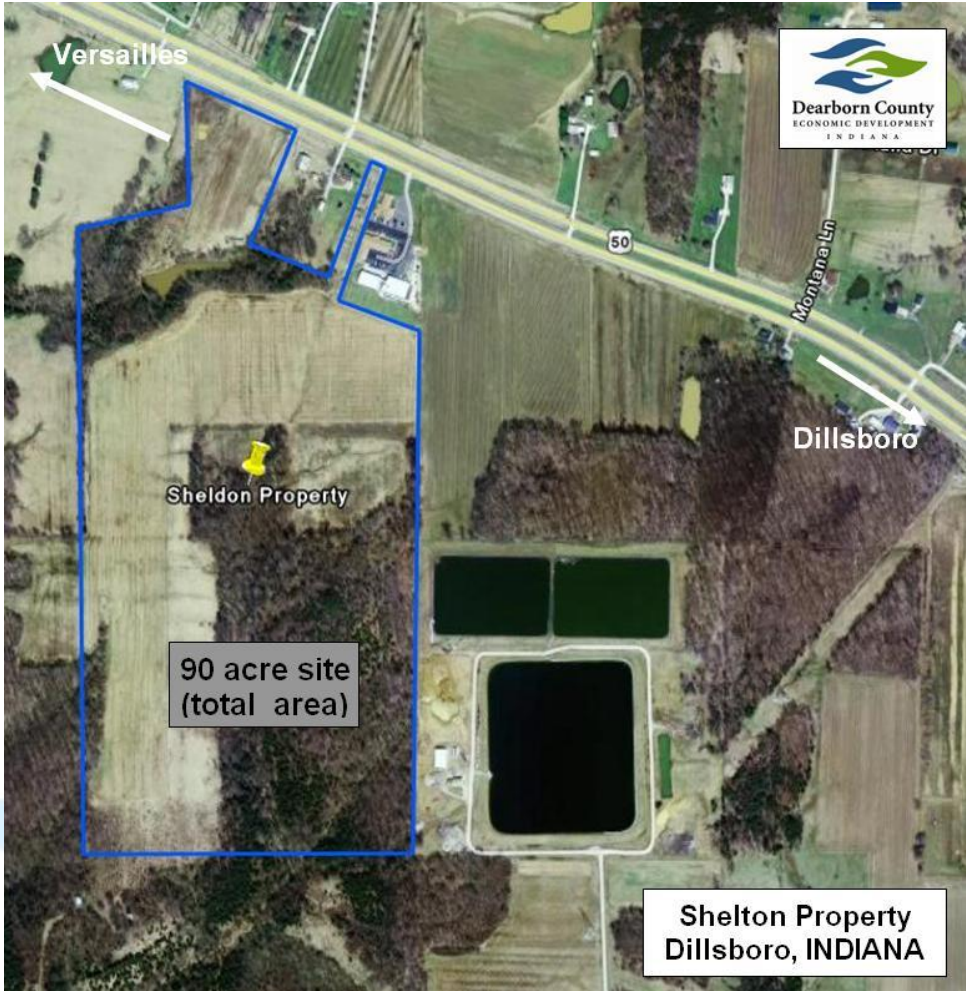 Versailles
Dearborn County
ECONOMIC DEVELOPMENT
INDIANA
50
Montana Ln
Dillsboro
Sheldon Property
90 acre site
(total area)
Shelton Property
Dillsboro, INDIANA